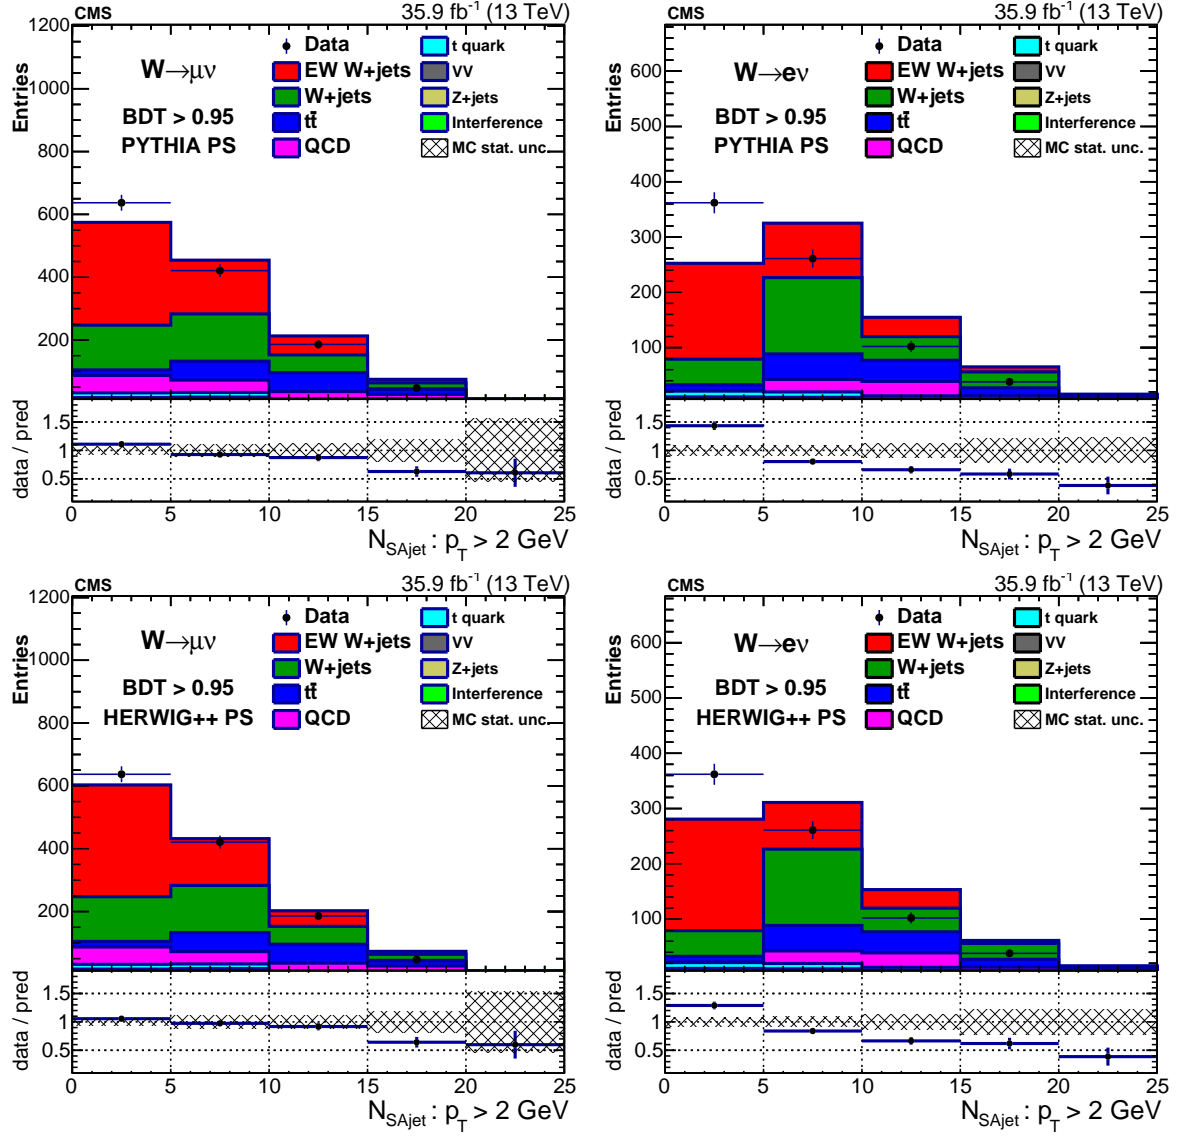 CMS 35.9 fb⁻¹ (13 TeV)
Entries
1200
1000
800
600
400
200
W→μν
BDT > 0.95
PYTHIA PS
Data
EW W+jets
W+jets
tt̄
QCD
t quark
VV
Z+jets
Interference
MC stat. unc.
data / pred
1.5
1
0.5
0 5 10 15 20 25
N_SAjet : p_T > 2 GeV
CMS 35.9 fb⁻¹ (13 TeV)
Entries
600
500
400
300
200
100
W→eν
BDT > 0.95
PYTHIA PS
Data
EW W+jets
W+jets
tt̄
QCD
t quark
VV
Z+jets
Interference
MC stat. unc.
data / pred
1.5
1
0.5
0 5 10 15 20 25
N_SAjet : p_T > 2 GeV
CMS 35.9 fb⁻¹ (13 TeV)
Entries
1200
1000
800
600
400
200
W→μν
BDT > 0.95
HERWIG++ PS
Data
EW W+jets
W+jets
tt̄
QCD
t quark
VV
Z+jets
Interference
MC stat. unc.
data / pred
1.5
1
0.5
0 5 10 15 20 25
N_SAjet : p_T > 2 GeV
CMS 35.9 fb⁻¹ (13 TeV)
Entries
600
500
400
300
200
100
W→eν
BDT > 0.95
HERWIG++ PS
Data
EW W+jets
W+jets
tt̄
QCD
t quark
VV
Z+jets
Interference
MC stat. unc.
data / pred
1.5
1
0.5
0 5 10 15 20 25
N_SAjet : p_T > 2 GeV